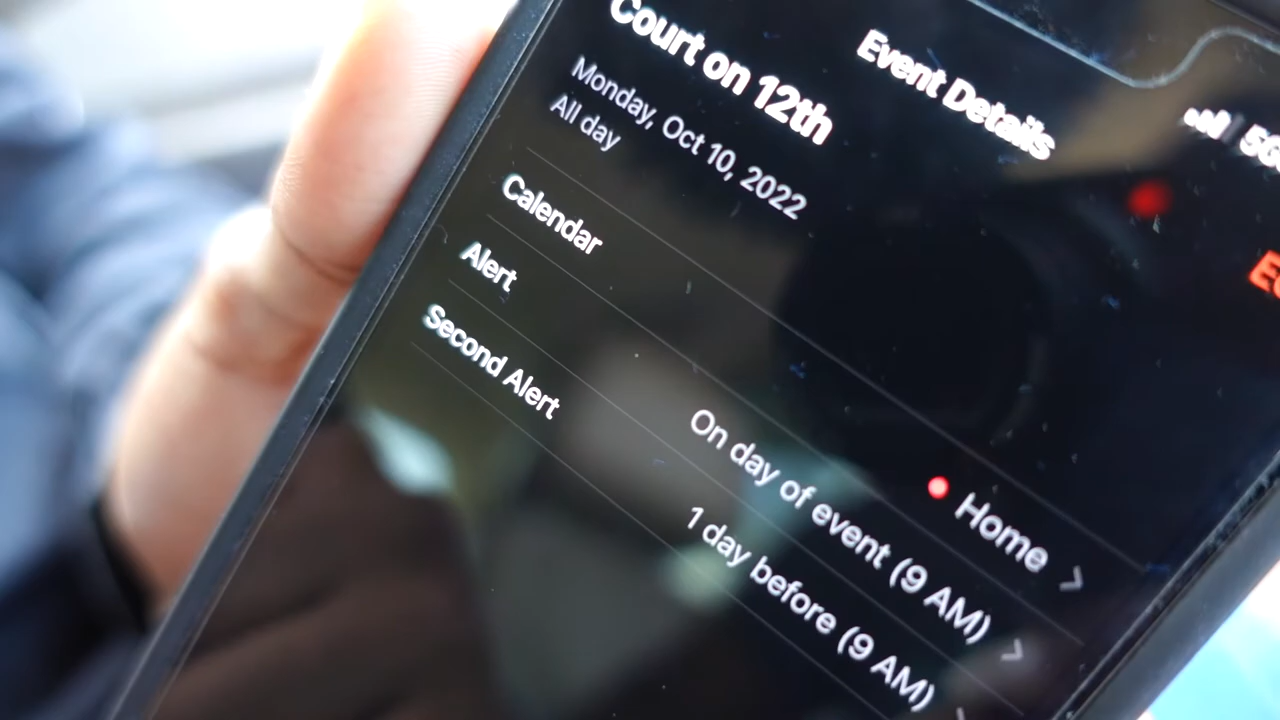 Event Details
Court on 12th
Monday, Oct 10, 2022
All day
Calendar
Home
Alert
On day of event (9 AM)
Second Alert
1 day before (9 AM)